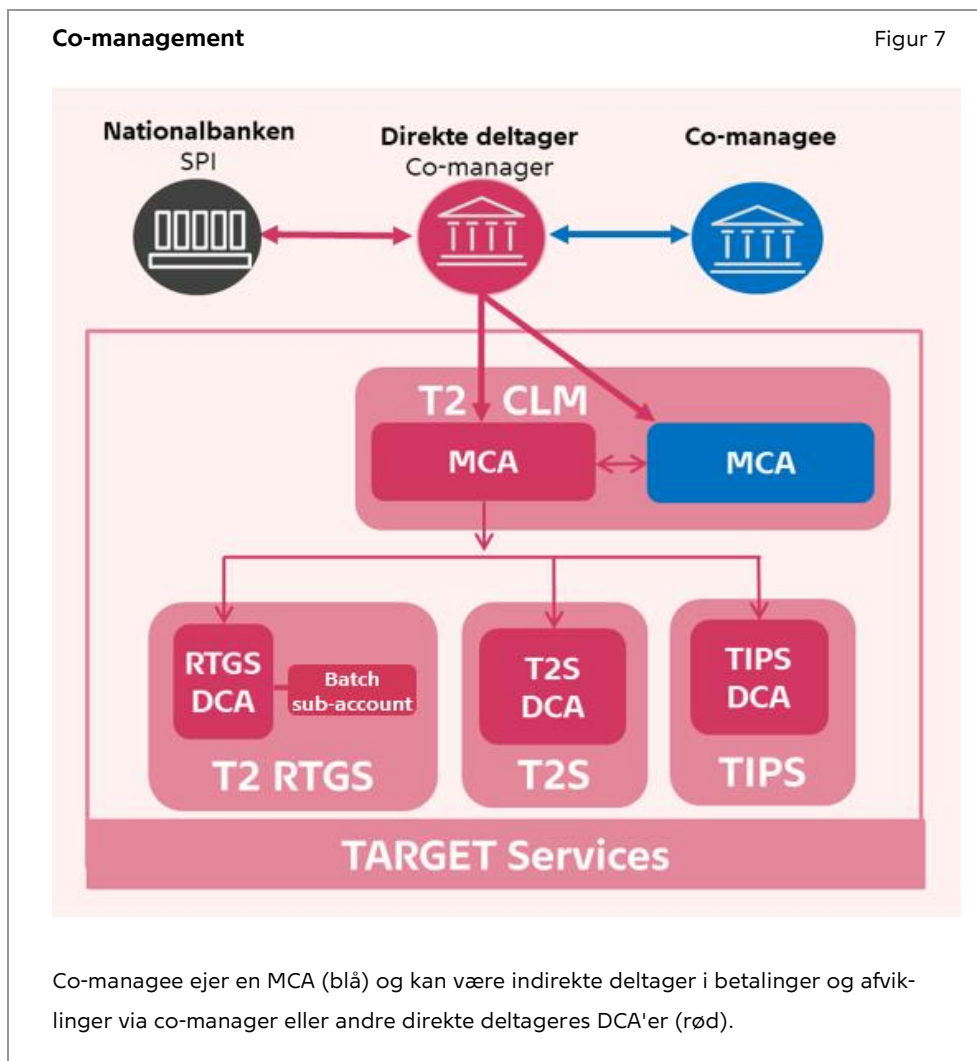 Co-management
Figur 7
Nationalbanken
SPI
Direkte deltager
Co-manager
Co-managee
T2 CLM
MCA
MCA
RTGS
DCA
Batch
sub-account
T2 RTGS
T2S
DCA
T2S
TIPS
DCA
TIPS
TARGET Services
Co-managee ejer en MCA (blå) og kan være indirekte deltager i betalinger og afvik-
linger via co-manager eller andre direkte deltageres DCA'er (rød).